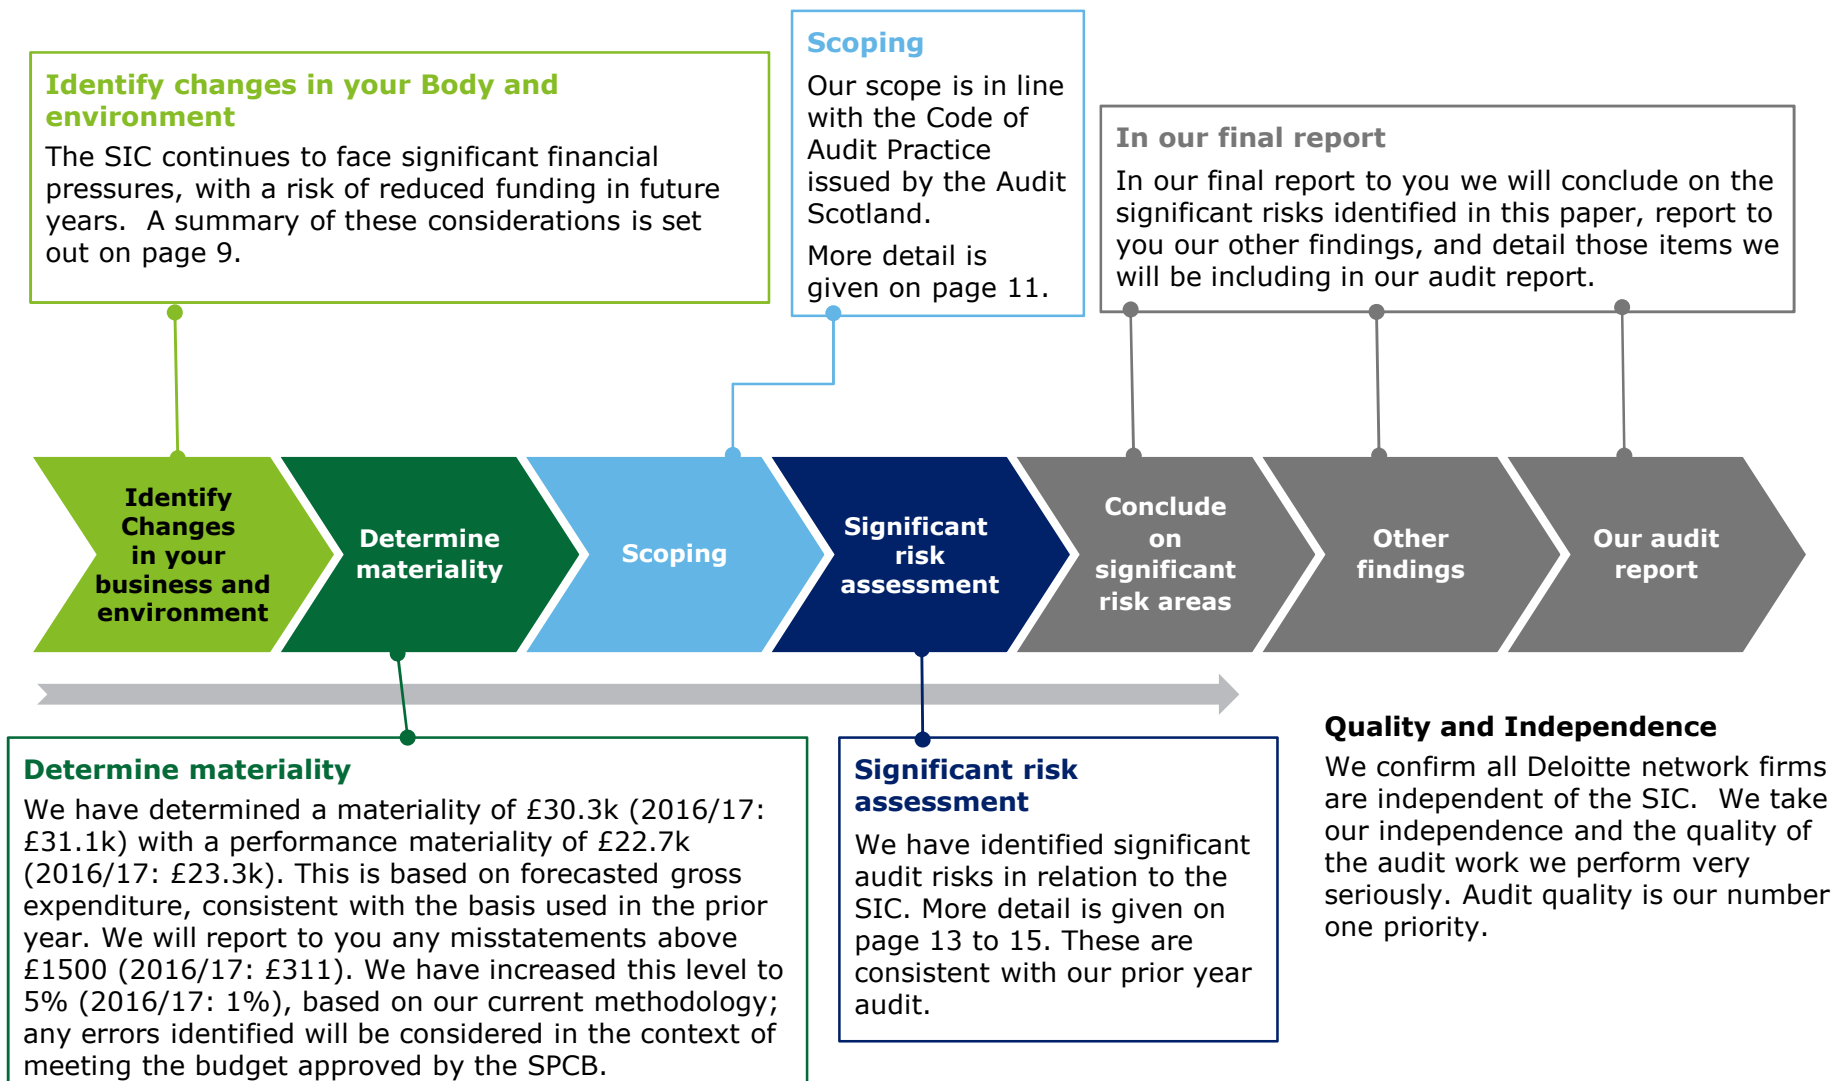 Identify changes in your Body and
environment
The SIC continues to face significant financial
pressures, with a risk of reduced funding in future
years.  A summary of these considerations is set
out on page 9.
Scoping
Our scope is in line
with the Code of
Audit Practice
issued by the Audit
Scotland.
More detail is
given on page 11.
In our final report
In our final report to you we will conclude on the
significant risks identified in this paper, report to
you our other findings, and detail those items we
will be including in our audit report.
Identify
Changes
in your
business and
environment
Determine
materiality
Scoping
Significant
risk
assessment
Conclude
on
significant
risk areas
Other
findings
Our audit
report
Determine materiality
We have determined a materiality of £30.3k (2016/17:
£31.1k) with a performance materiality of £22.7k
(2016/17: £23.3k). This is based on forecasted gross
expenditure, consistent with the basis used in the prior
year. We will report to you any misstatements above
£1500 (2016/17: £311). We have increased this level to
5% (2016/17: 1%), based on our current methodology;
any errors identified will be considered in the context of
meeting the budget approved by the SPCB.
Significant risk
assessment
We have identified significant
audit risks in relation to the
SIC. More detail is given on
page 13 to 15. These are
consistent with our prior year
audit.
Quality and Independence
We confirm all Deloitte network firms
are independent of the SIC.  We take
our independence and the quality of
the audit work we perform very
seriously. Audit quality is our number
one priority.